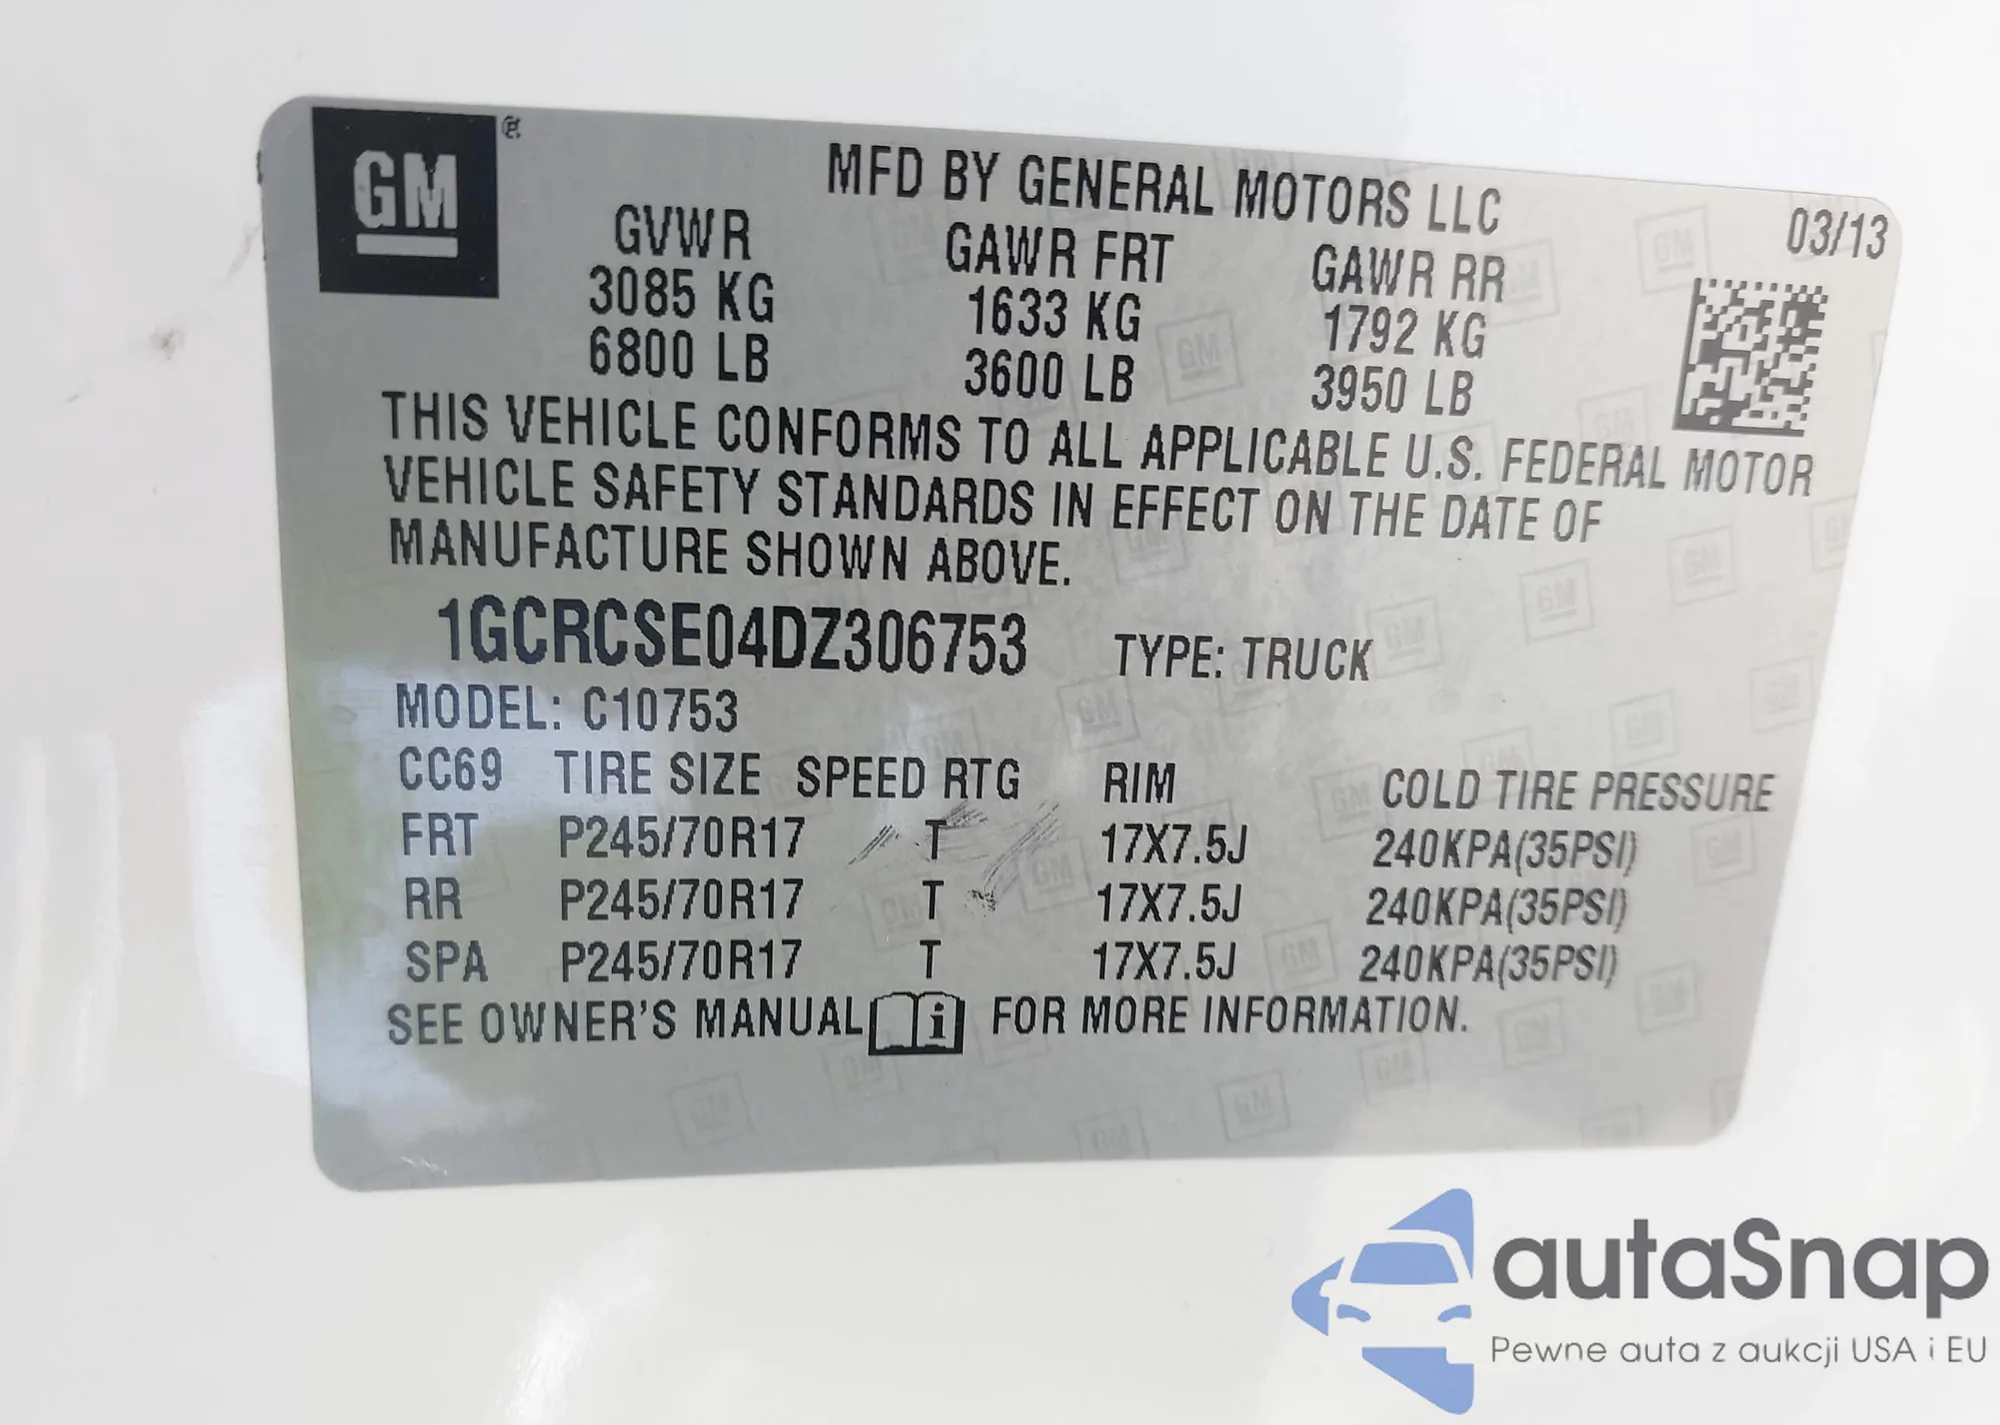 GM ®
MFD BY GENERAL MOTORS LLC
03/13
GVWR GAWR FRT GAWR RR
3085 KG 1633 KG 1792 KG
6800 LB 3600 LB 3950 LB
THIS VEHICLE CONFORMS TO ALL APPLICABLE U.S. FEDERAL MOTOR
VEHICLE SAFETY STANDARDS IN EFFECT ON THE DATE OF
MANUFACTURE SHOWN ABOVE.
1GCRCSE04DZ306753 TYPE: TRUCK
MODEL: C10753
CC69 TIRE SIZE SPEED RTG RIM COLD TIRE PRESSURE
FRT P245/70R17 T 17X7.5J 240KPA(35PSI)
RR P245/70R17 T 17X7.5J 240KPA(35PSI)
SPA P245/70R17 T 17X7.5J 240KPA(35PSI)
SEE OWNER'S MANUAL i FOR MORE INFORMATION.
autaSnap
Pewne auta z aukcji USA i EU